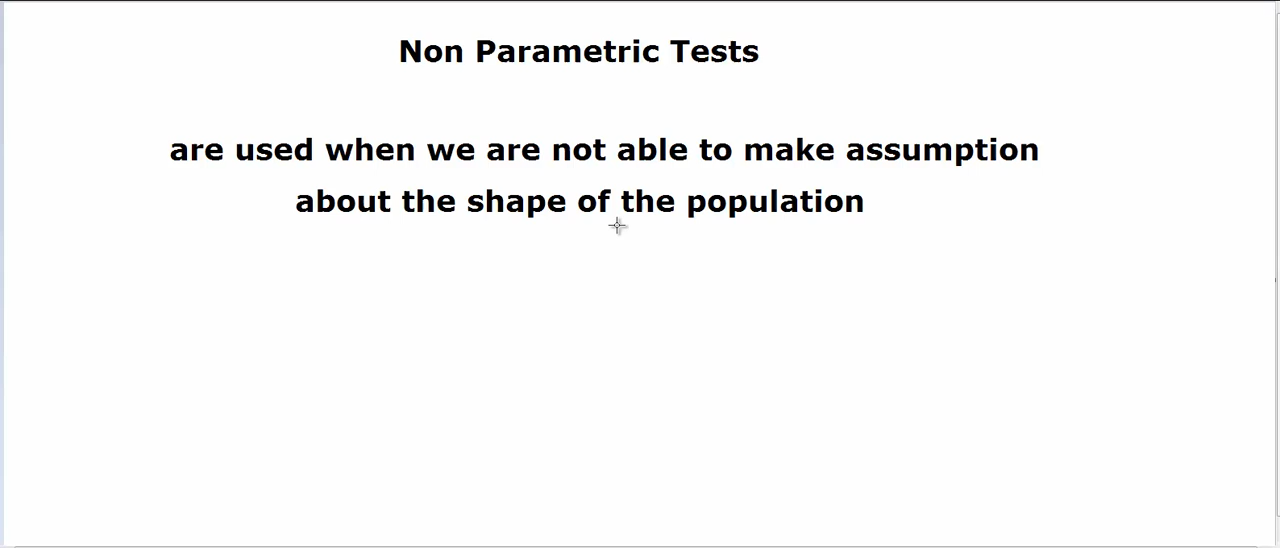 Non Parametric Tests
are used when we are not able to make assumption
about the shape of the population